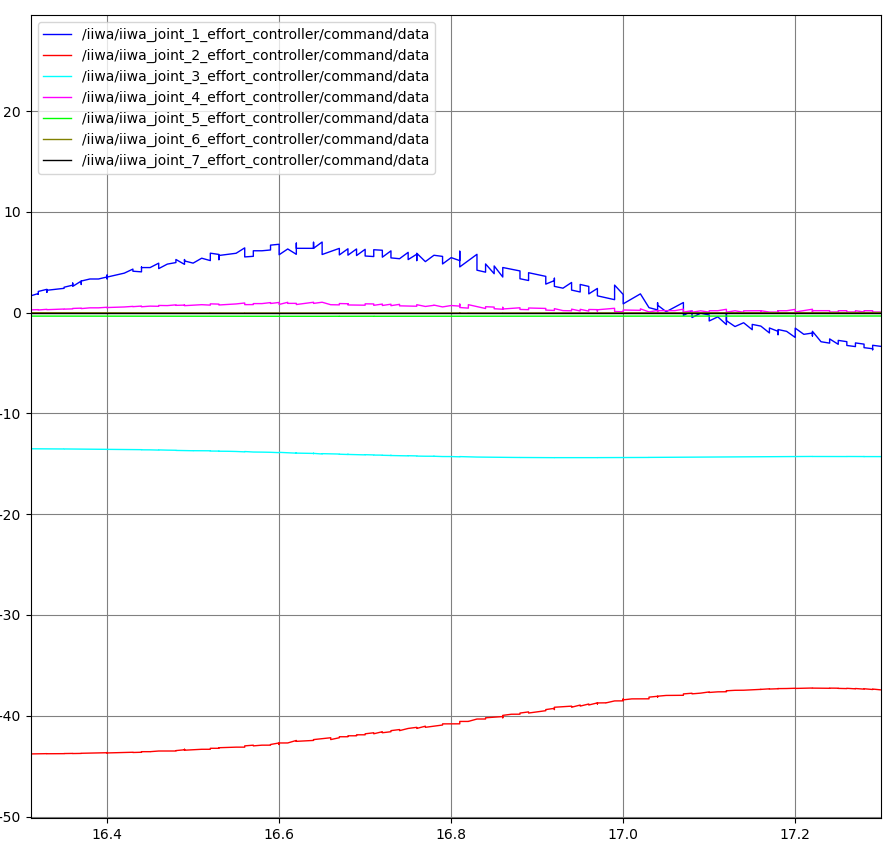 /iiwa/iiwa_joint_1_effort_controller/command/data
/iiwa/iiwa_joint_2_effort_controller/command/data
/iiwa/iiwa_joint_3_effort_controller/command/data
/iiwa/iiwa_joint_4_effort_controller/command/data
/iiwa/iiwa_joint_5_effort_controller/command/data
/iiwa/iiwa_joint_6_effort_controller/command/data
/iiwa/iiwa_joint_7_effort_controller/command/data
20
10
0
-10
-20
-30
-40
-50
16.4 16.6 16.8 17.0 17.2